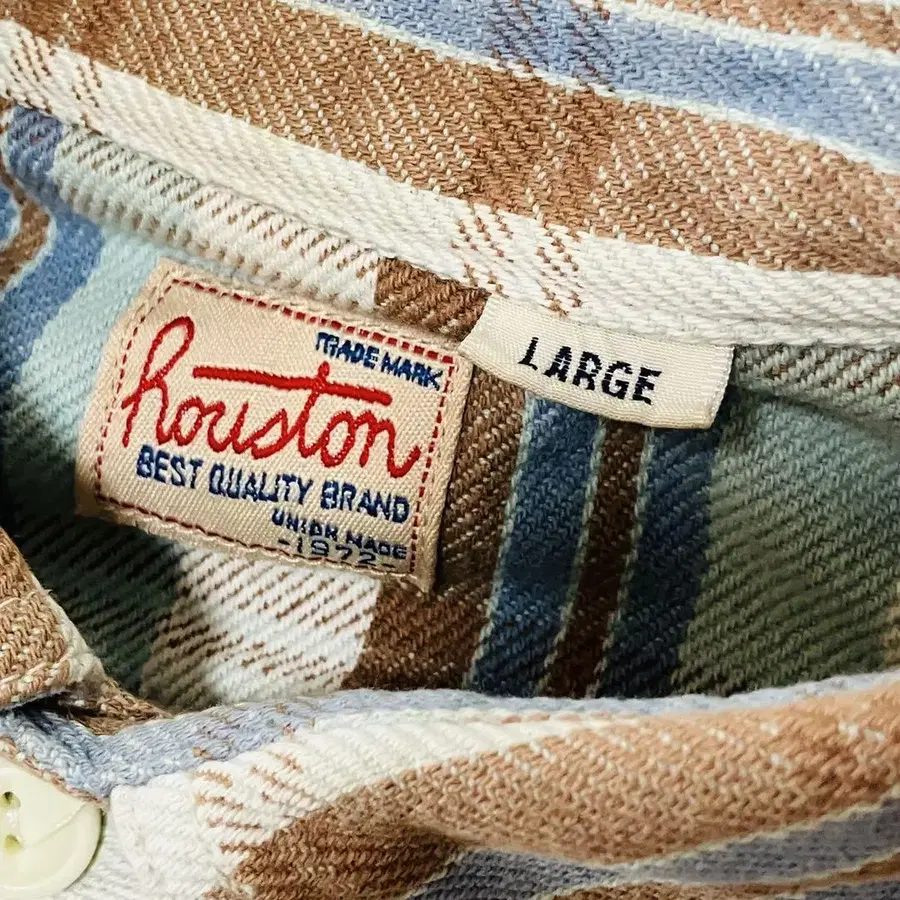 TRADE MARK
houston
BEST QUALITY BRAND
UNION MADE
-1972-
LARGE